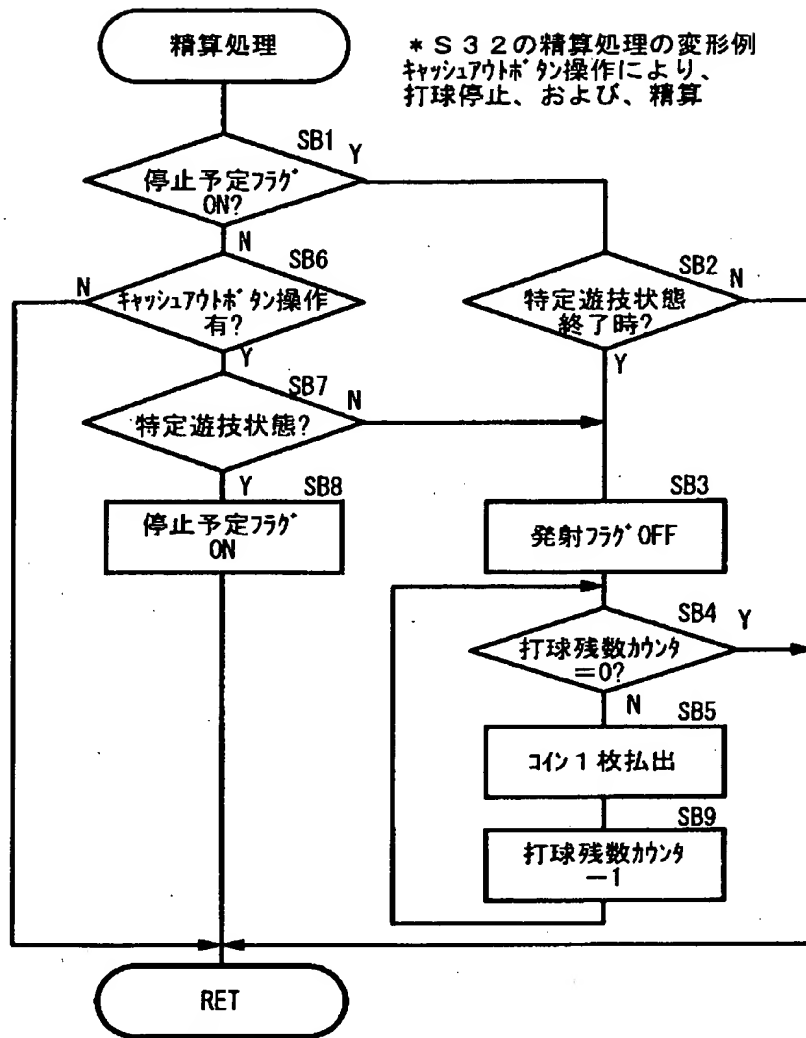 精算処理
*S32の精算処理の変形例
キャッシュアウトボタン操作により、
打球停止、および、精算
SB1
Y
停止予定フラグ
ON?
N
SB6
N
キャッシュアウトボタン操作
有?
Y
SB2
N
特定遊技状態
終了時?
Y
SB7
N
特定遊技状態?
Y
SB8
停止予定フラグ
ON
SB3
発射フラグOFF
SB4
Y
打球残数カウンタ
=0?
N
SB5
コイン1枚払出
SB9
打球残数カウンタ
-1
RET